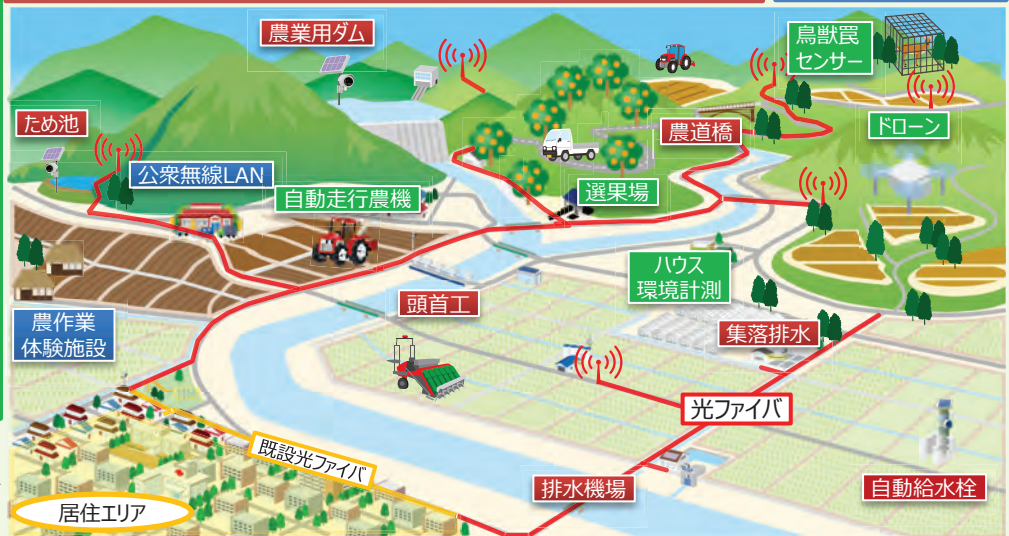 農業用ダム
鳥獣罠
センサー
ため池
農道橋
ドローン
公衆無線LAN
自動走行農機
選果場
ハウス
環境計測
頭首工
農作業
体験施設
集落排水
光ファイバ
既設光ファイバ
排水機場
自動給水栓
居住エリア